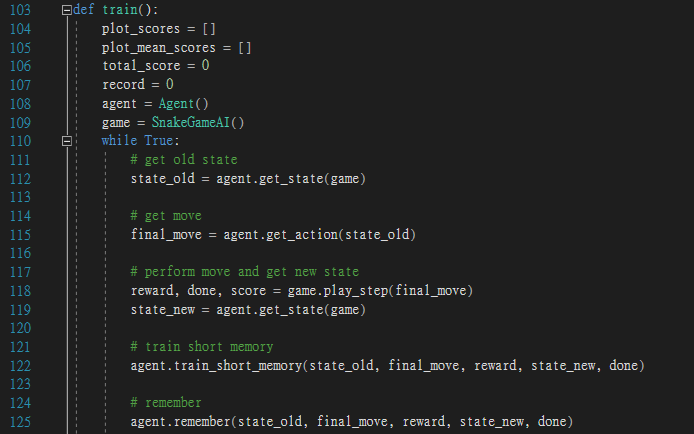 103 def train():
104     plot_scores = []
105     plot_mean_scores = []
106     total_score = 0
107     record = 0
108     agent = Agent()
109     game = SnakeGameAI()
110     while True:
111         # get old state
112         state_old = agent.get_state(game)
113
114         # get move
115         final_move = agent.get_action(state_old)
116
117         # perform move and get new state
118         reward, done, score = game.play_step(final_move)
119         state_new = agent.get_state(game)
120
121         # train short memory
122         agent.train_short_memory(state_old, final_move, reward, state_new, done)
123
124         # remember
125         agent.remember(state_old, final_move, reward, state_new, done)